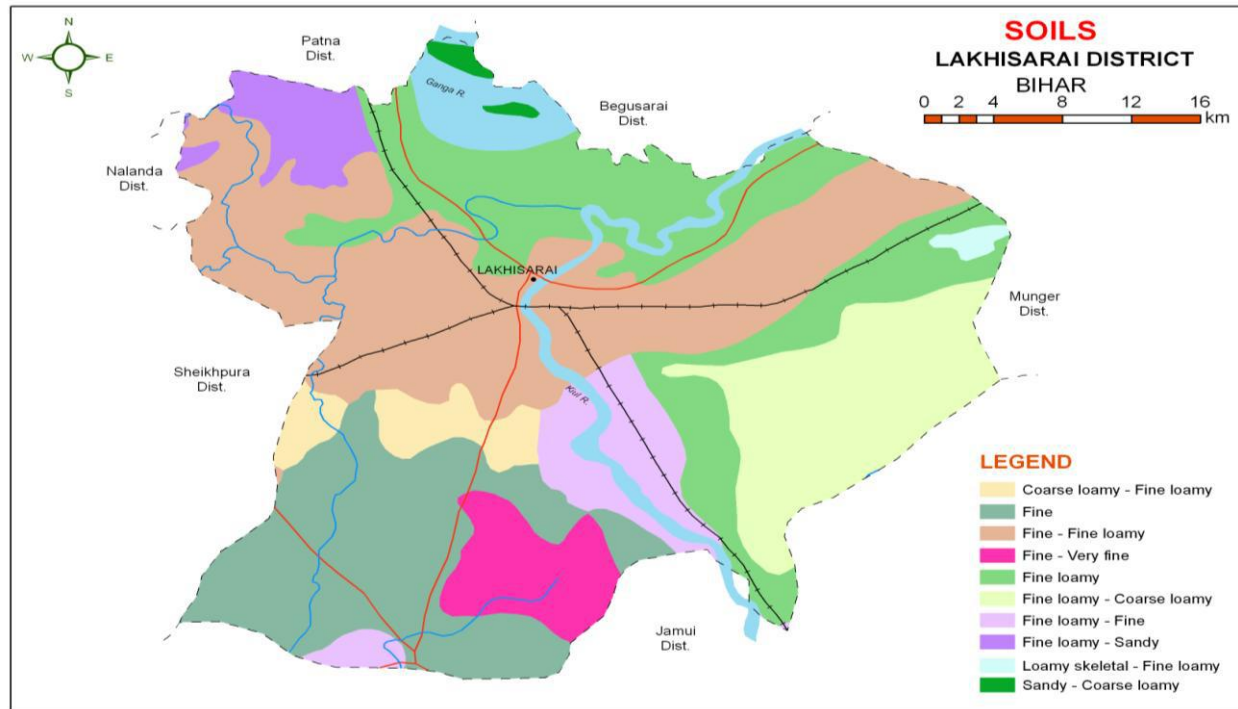 N
W E
S
SOILS
LAKHISARAI DISTRICT
BIHAR
0 2 4 8 12 16
km
Patna
Dist.
Ganga R.
Begusarai
Dist.
Nalanda
Dist.
LAKHISARAI
Munger
Dist.
Sheikhpura
Dist.
Kiul R.
Jamui
Dist.
LEGEND
Coarse loamy - Fine loamy
Fine
Fine - Fine loamy
Fine - Very fine
Fine loamy
Fine loamy - Coarse loamy
Fine loamy - Fine
Fine loamy - Sandy
Loamy skeletal - Fine loamy
Sandy - Coarse loamy